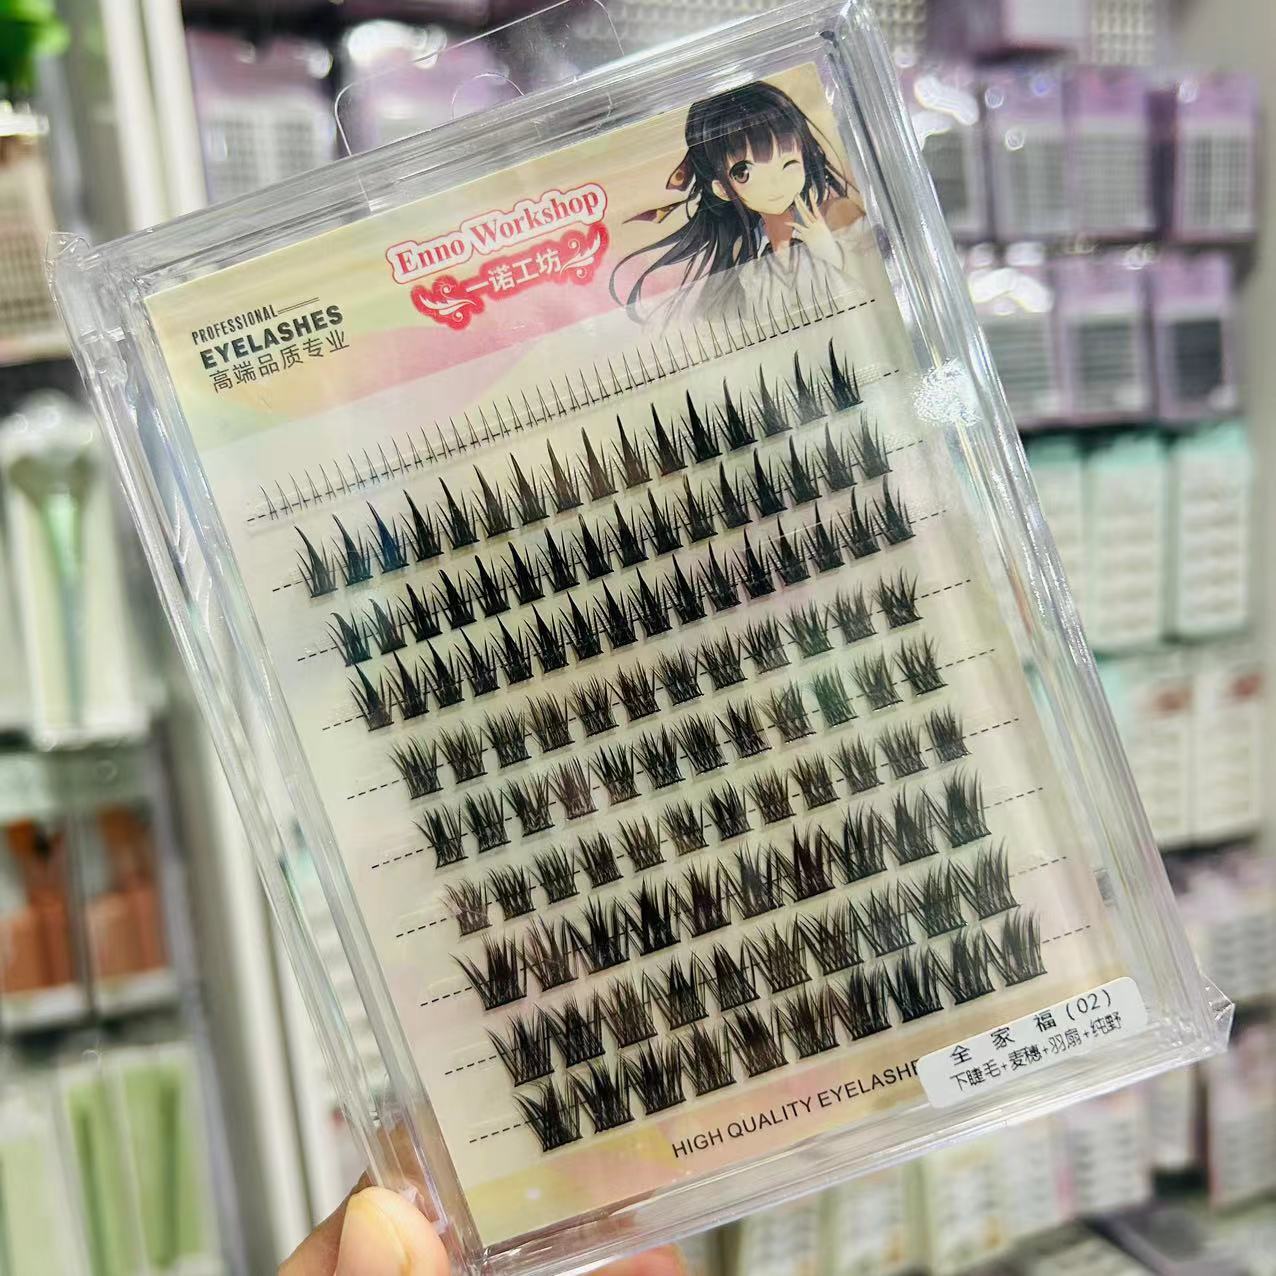 Enno Workshop
一诺工坊
PROFESSIONAL
EYELASHES
高端品质专业
全家福(02)
下睫毛+麦穗+羽扇+纯野
HIGH QUALITY EYELASHE